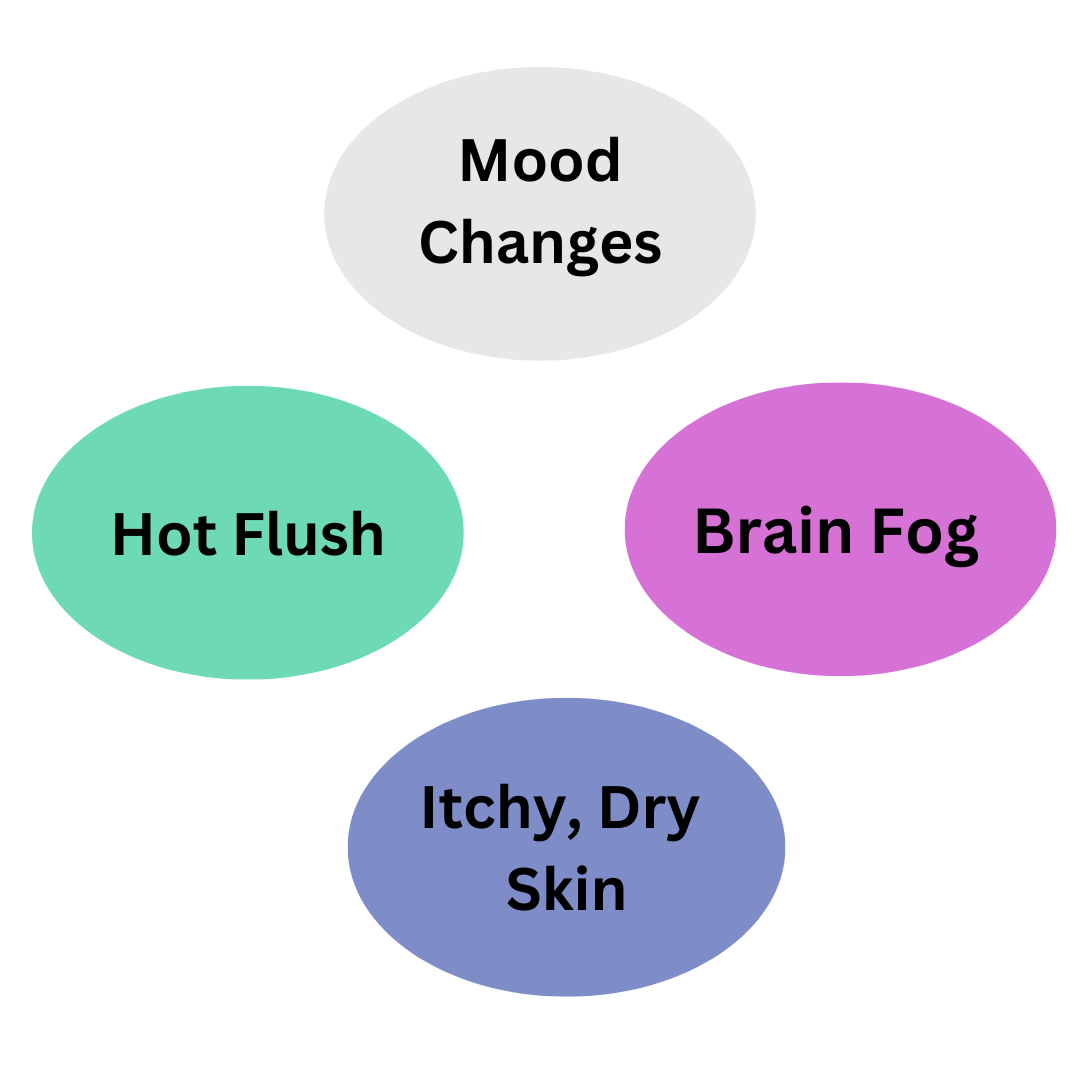 Mood
Changes
Hot Flush
Brain Fog
Itchy, Dry
Skin